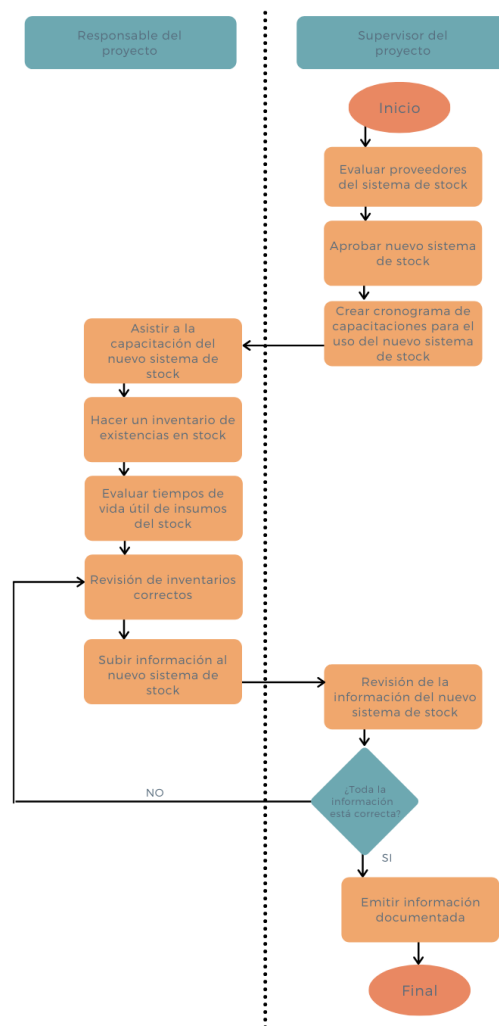 Responsable del
proyecto
Supervisor del
proyecto
Inicio
Evaluar proveedores
del sistema de stock
Aprobar nuevo sistema
de stock
Crear cronograma de
capacitaciones para el
uso del nuevo sistema
de stock
Asistir a la
capacitación del
nuevo sistema de
stock
Hacer un inventario de
existencias en stock
Evaluar tiempos de
vida útil de insumos
del stock
Revisión de inventarios
correctos
Subir información al
nuevo sistema de
stock
Revisión de la
información del nuevo
sistema de stock
¿Toda la
información
está correcta?
NO
SI
Emitir información
documentada
Final